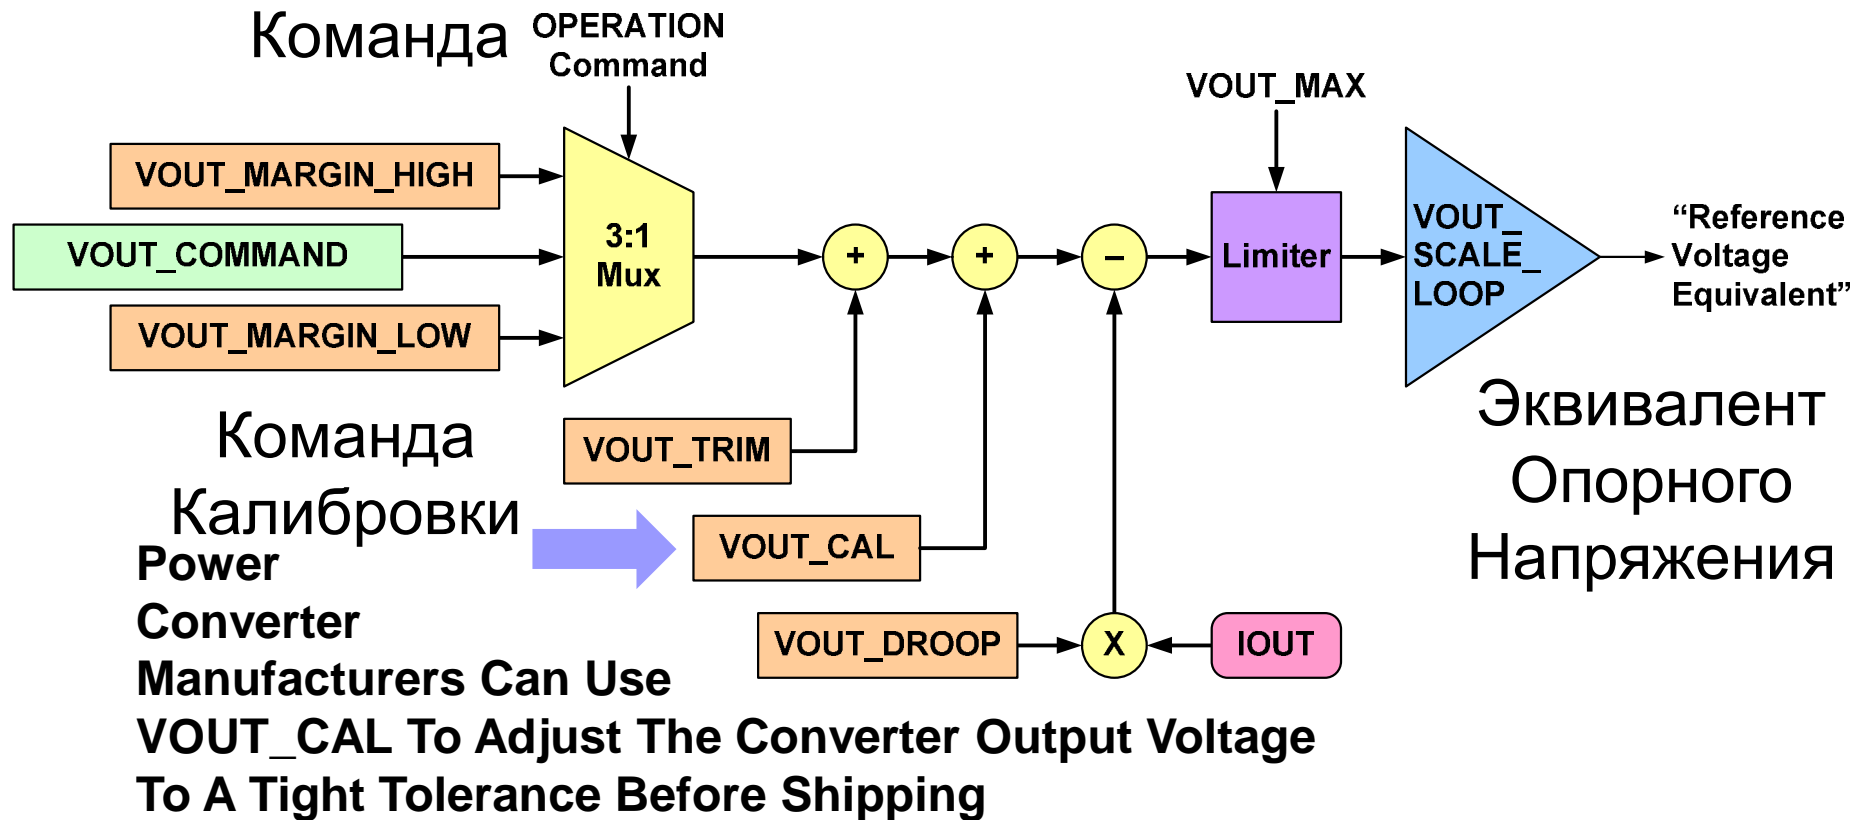 Команда
OPERATION
Command
VOUT_MAX
VOUT_MARGIN_HIGH
VOUT_COMMAND
VOUT_MARGIN_LOW
3:1
Mux
+
+
–
Limiter
VOUT_
SCALE_
LOOP
“Reference
Voltage
Equivalent”
Команда
Калибровки
VOUT_TRIM
VOUT_CAL
VOUT_DROOP
X
IOUT
Эквивалент
Опорного
Напряжения
Power
Converter
Manufacturers Can Use
VOUT_CAL To Adjust The Converter Output Voltage
To A Tight Tolerance Before Shipping